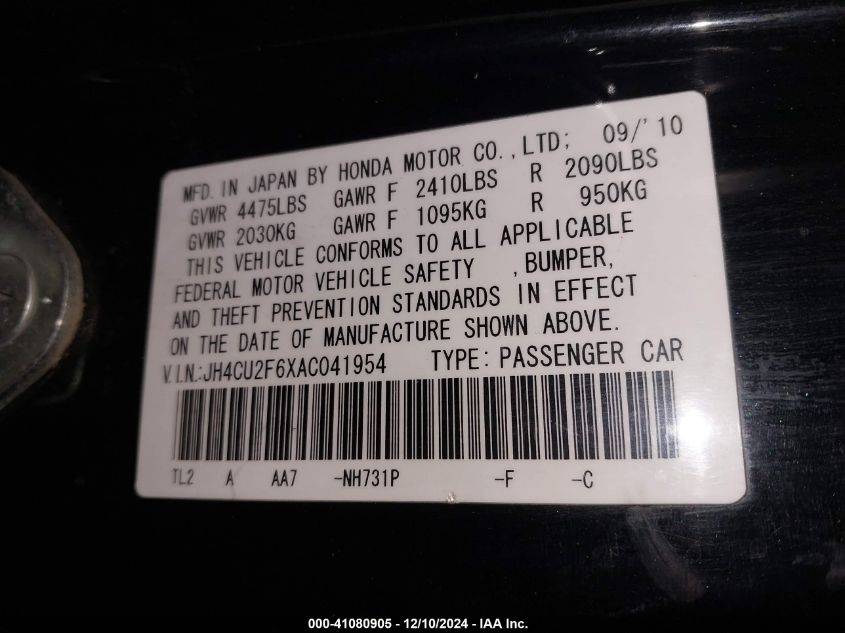 MFD. IN JAPAN BY HONDA MOTOR CO., LTD; 09/'10
GVWR 4475LBS GAWR F 2410LBS R 2090LBS
GVWR 2030KG GAWR F 1095KG R 950KG
THIS VEHICLE CONFORMS TO ALL APPLICABLE
FEDERAL MOTOR VEHICLE SAFETY , BUMPER,
AND THEFT PREVENTION STANDARDS IN EFFECT
ON THE DATE OF MANUFACTURE SHOWN ABOVE.
V.I.N.:JH4CU2F6XAC041954 TYPE: PASSENGER CAR
TL2 A AA7 -NH731P -F -C
000-41080905 - 12/10/2024 - IAA Inc.